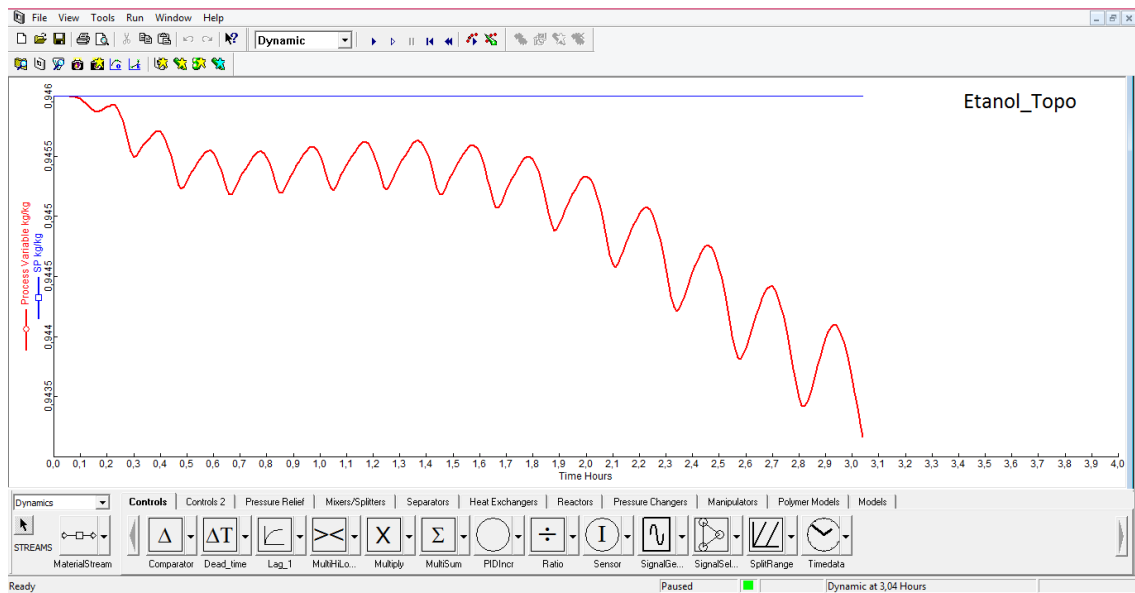 File View Tools Run Window Help
Dynamic
Etanol_Topo
0,946
0,9455
0,945
0,9445
0,944
0,9435
Process Variable kg/kg
SP kg/kg
0,0 0,1 0,2 0,3 0,4 0,5 0,6 0,7 0,8 0,9 1,0 1,1 1,2 1,3 1,4 1,5 1,6 1,7 1,8 1,9 2,0 2,1 2,2 2,3 2,4 2,5 2,6 2,7 2,8 2,9 3,0 3,1 3,2 3,3 3,4 3,5 3,6 3,7 3,8 3,9 4,0
Time Hours
Dynamics Controls Controls 2 Pressure Relief Mixers/Splitters Separators Heat Exchangers Reactors Pressure Changers Manipulators Polymer Models Models
STREAMS
Δ ΔT >< X Σ ÷ I
MaterialStream Comparator Dead_time Lag_1 MultiHiLo... Multiply MultiSum PIDIncr Ratio Sensor SignalGe... SignalSel... SplitRange Timedata
Ready Paused Dynamic at 3,04 Hours